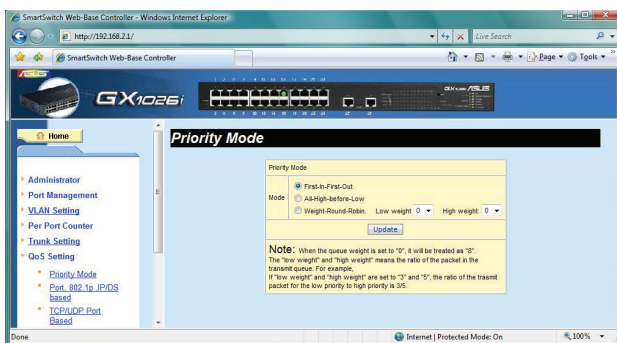 SmartSwitch Web-Base Controller - Windows Internet Explorer
http://192.168.2.1/
Live Search
SmartSwitch Web-Base Controller
Page
Tools
ASUS
GX1026i
ASUS
Home
Priority Mode
Administrator
Port Management
VLAN Setting
Per Port Counter
Trunk Setting
QoS Setting
Priority Mode
Port, 802.1p ,IP/DS
based
TCP/UDP Port
Based
Priority Mode
Mode
First-In-First-Out
All-High-before-Low
Weight-Round-Robin. Low weight: 0 High weight: 0
Update
Note: When the queue weight is set to "0", it will be treated as "8".
The "low weight" and "high weight" means the ratio of the packet in the
transmit queue. For example,
If "low weight" and "high weight" are set to "3" and "5", the ratio of the trasmit
packet for the low priority to high priority is 3/5.
Done
Internet | Protected Mode: On
100%